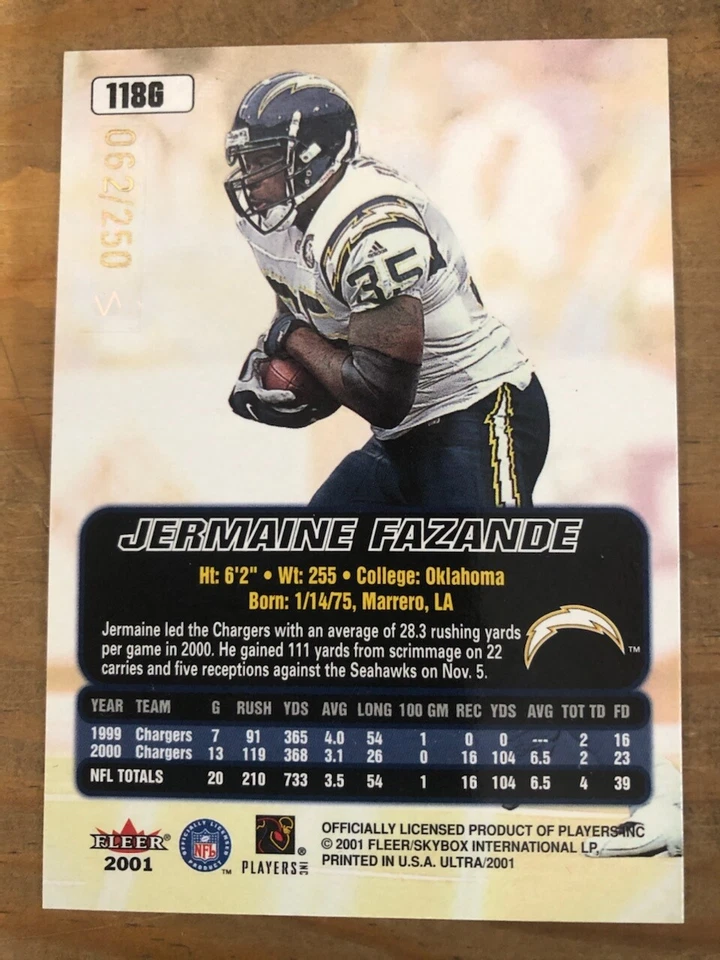 118G
062/250
35
JERMAINE FAZANDE
Ht: 6'2" • Wt: 255 • College: Oklahoma
Born: 1/14/75, Marrero, LA
Jermaine led the Chargers with an average of 28.3 rushing yards
per game in 2000. He gained 111 yards from scrimmage on 22
carries and five receptions against the Seahawks on Nov. 5.
TM
YEAR TEAM G RUSH YDS AVG LONG 100 GM REC YDS AVG TOT TD FD
1999 Chargers 7 91 365 4.0 54 1 0 0 --- 2 16
2000 Chargers 13 119 368 3.1 26 0 16 104 6.5 2 23
NFL TOTALS 20 210 733 3.5 54 1 16 104 6.5 4 39
FLEER®
2001
OFFICIALLY LICENSED
NFL
PRODUCT
TM
PLAYERS INC
®
OFFICIALLY LICENSED PRODUCT OF PLAYERS INC
© 2001 FLEER/SKYBOX INTERNATIONAL LP.
PRINTED IN U.S.A. ULTRA/2001